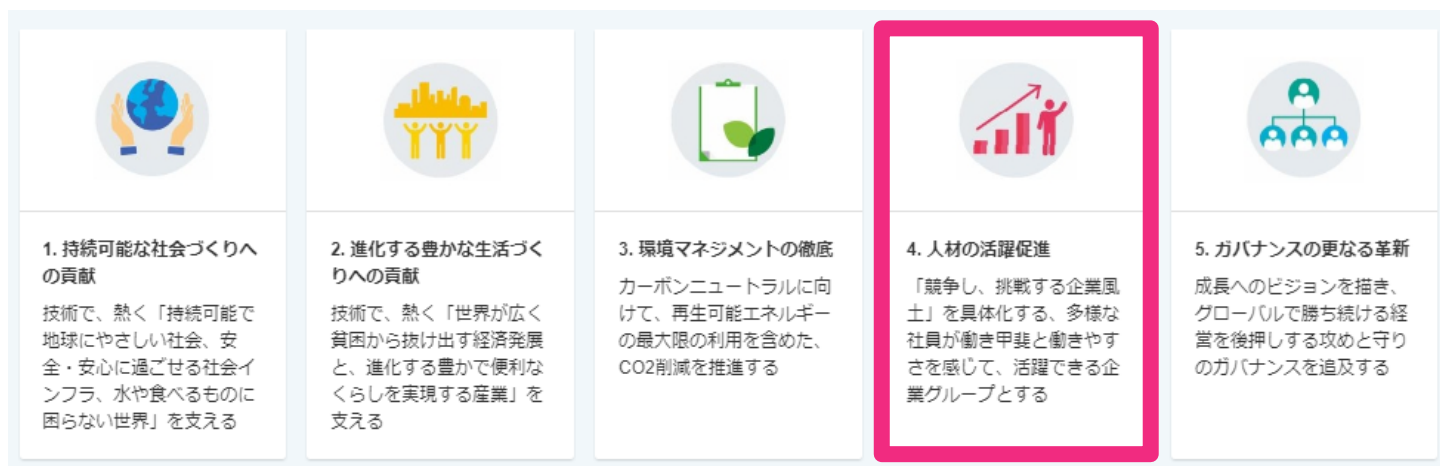 1. 持続可能な社会づくりへ
の貢献
技術で、熱く「持続可能で
地球にやさしい社会、安
全・安心に過ごせる社会イ
ンフラ、水や食べるものに
困らない世界」を支える
2. 進化する豊かな生活づく
りへの貢献
技術で、熱く「世界が広く
貧困から抜け出す経済発展
と、進化する豊かで便利な
くらしを実現する産業」を
支える
3. 環境マネジメントの徹底
カーボンニュートラルに向
けて、再生可能エネルギー
の最大限の利用を含めた、
CO2削減を推進する
4. 人材の活躍促進
「競争し、挑戦する企業風
土」を具体化する、多様な
社員が働き甲斐と働きやす
さを感じて、活躍できる企
業グループとする
5. ガバナンスの更なる革新
成長へのビジョンを描き、
グローバルで勝ち続ける経
営を後押しする攻めと守り
のガバナンスを追及する